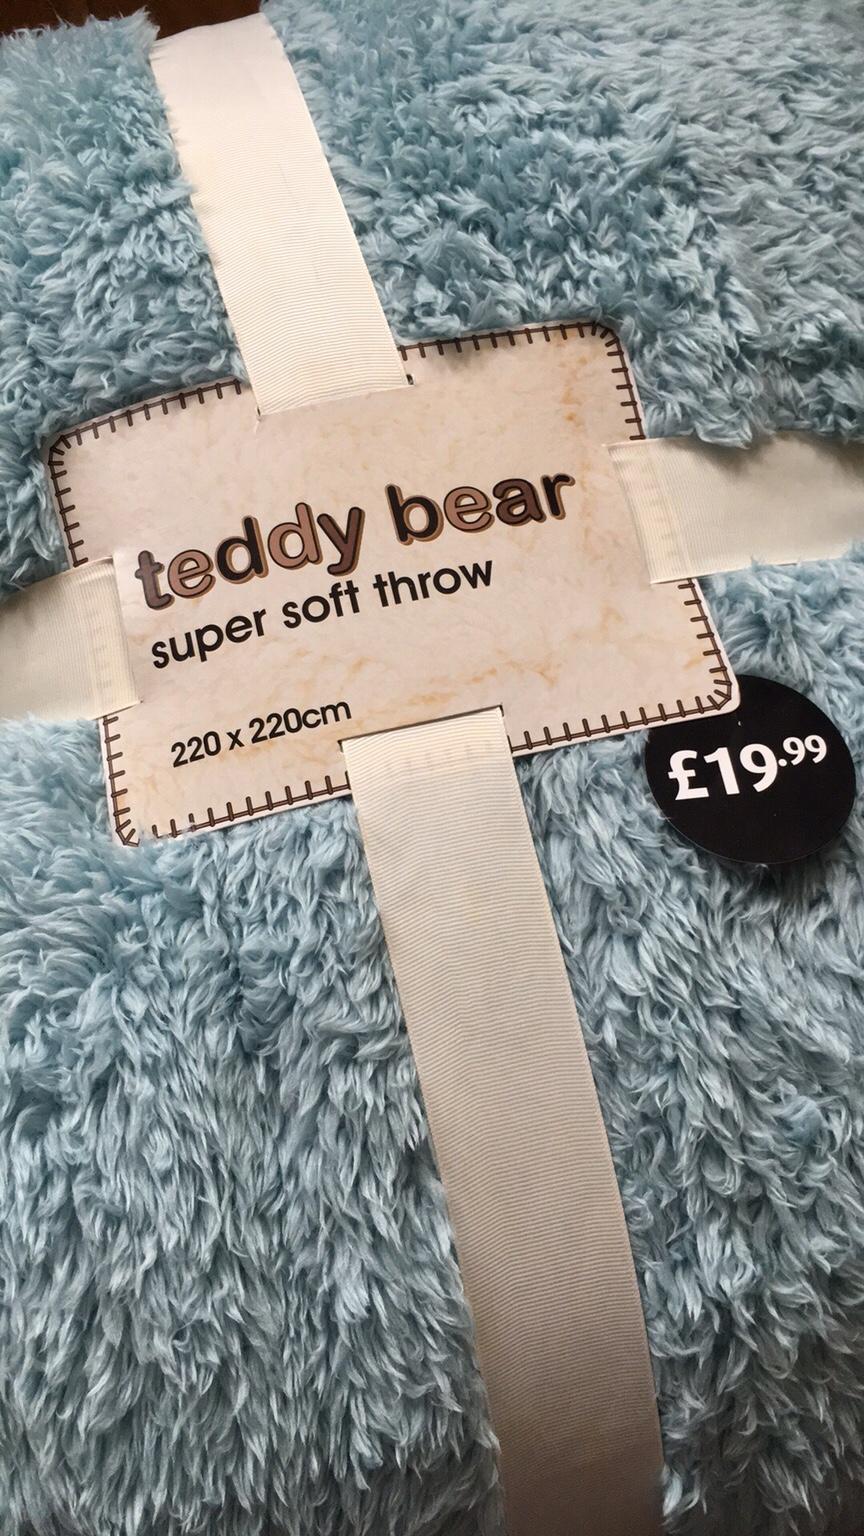 teddy bear
super soft throw
220 x 220cm
£19.99